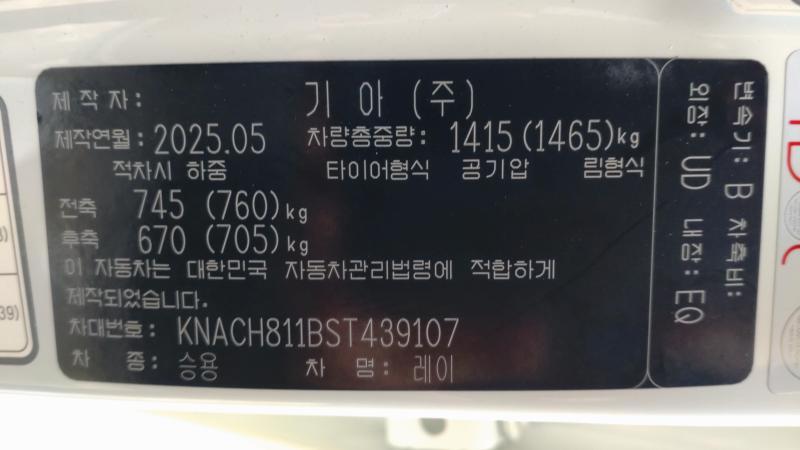 제 작 자: 기 아 (주)
제작연월: 2025.05 차량총중량: 1415(1465)kg
적차시 하중 타이어형식 공기압 림형식
전축 745 (760)kg
후축 670 (705)kg
이 자동차는 대한민국 자동차관리법령에 적합하게
제작되었습니다.
차대번호: KNACH811BST439107
차 종: 승용 차 명: 레이
변속기: B 차축비:
외장: UD 내장: EQ
39)